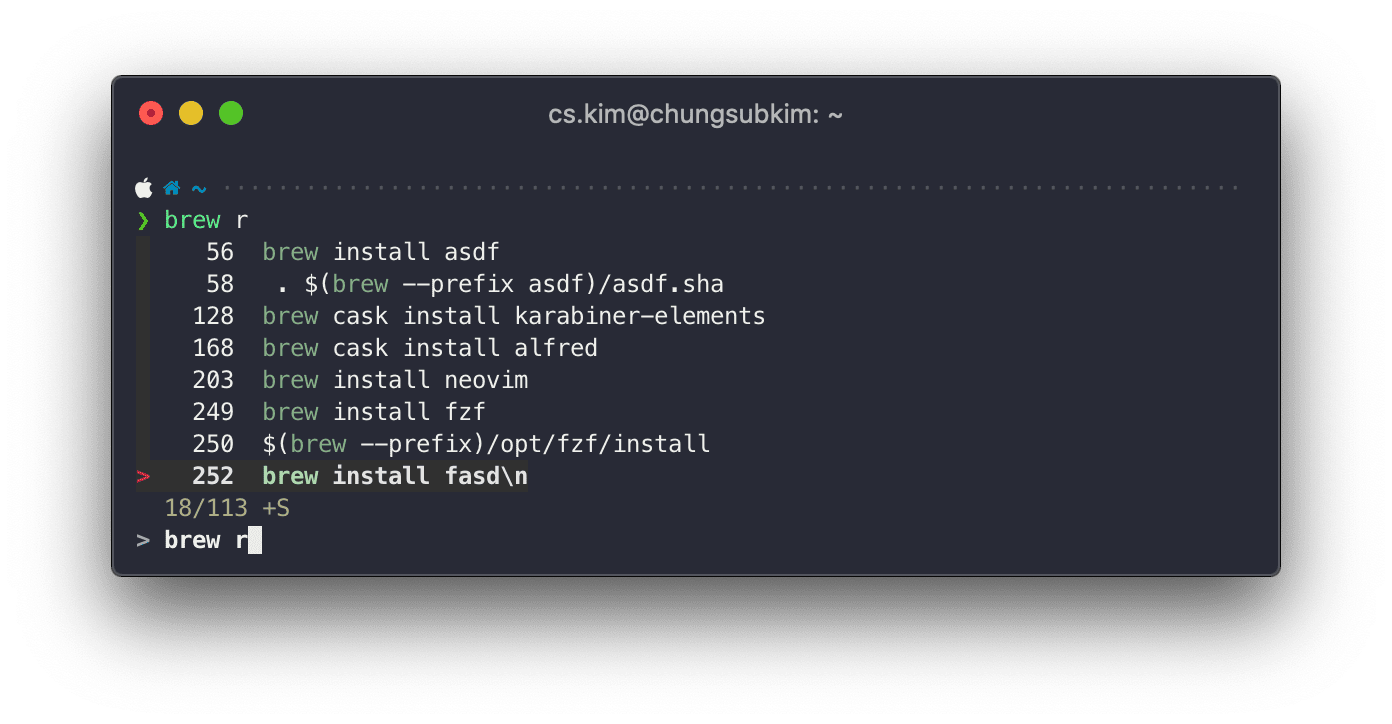 cs.kim@chungsubkim: ~
~ ········································································
❯ brew r
56 brew install asdf
58 . $(brew --prefix asdf)/asdf.sha
128 brew cask install karabiner-elements
168 brew cask install alfred
203 brew install neovim
249 brew install fzf
250 $(brew --prefix)/opt/fzf/install
> 252 brew install fasd\n
18/113 +S
> brew r